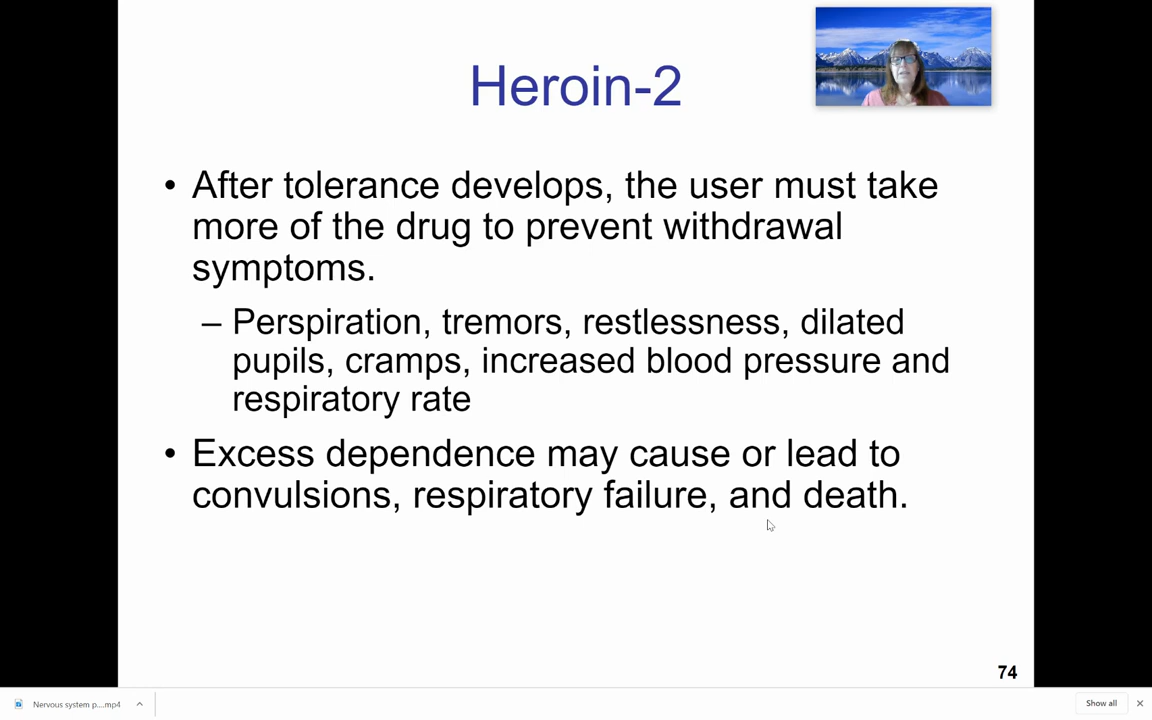 Heroin-2
• After tolerance develops, the user must take
more of the drug to prevent withdrawal
symptoms.
– Perspiration, tremors, restlessness, dilated
pupils, cramps, increased blood pressure and
respiratory rate
• Excess dependence may cause or lead to
convulsions, respiratory failure, and death.
74
Nervous system p....mp4
Show all